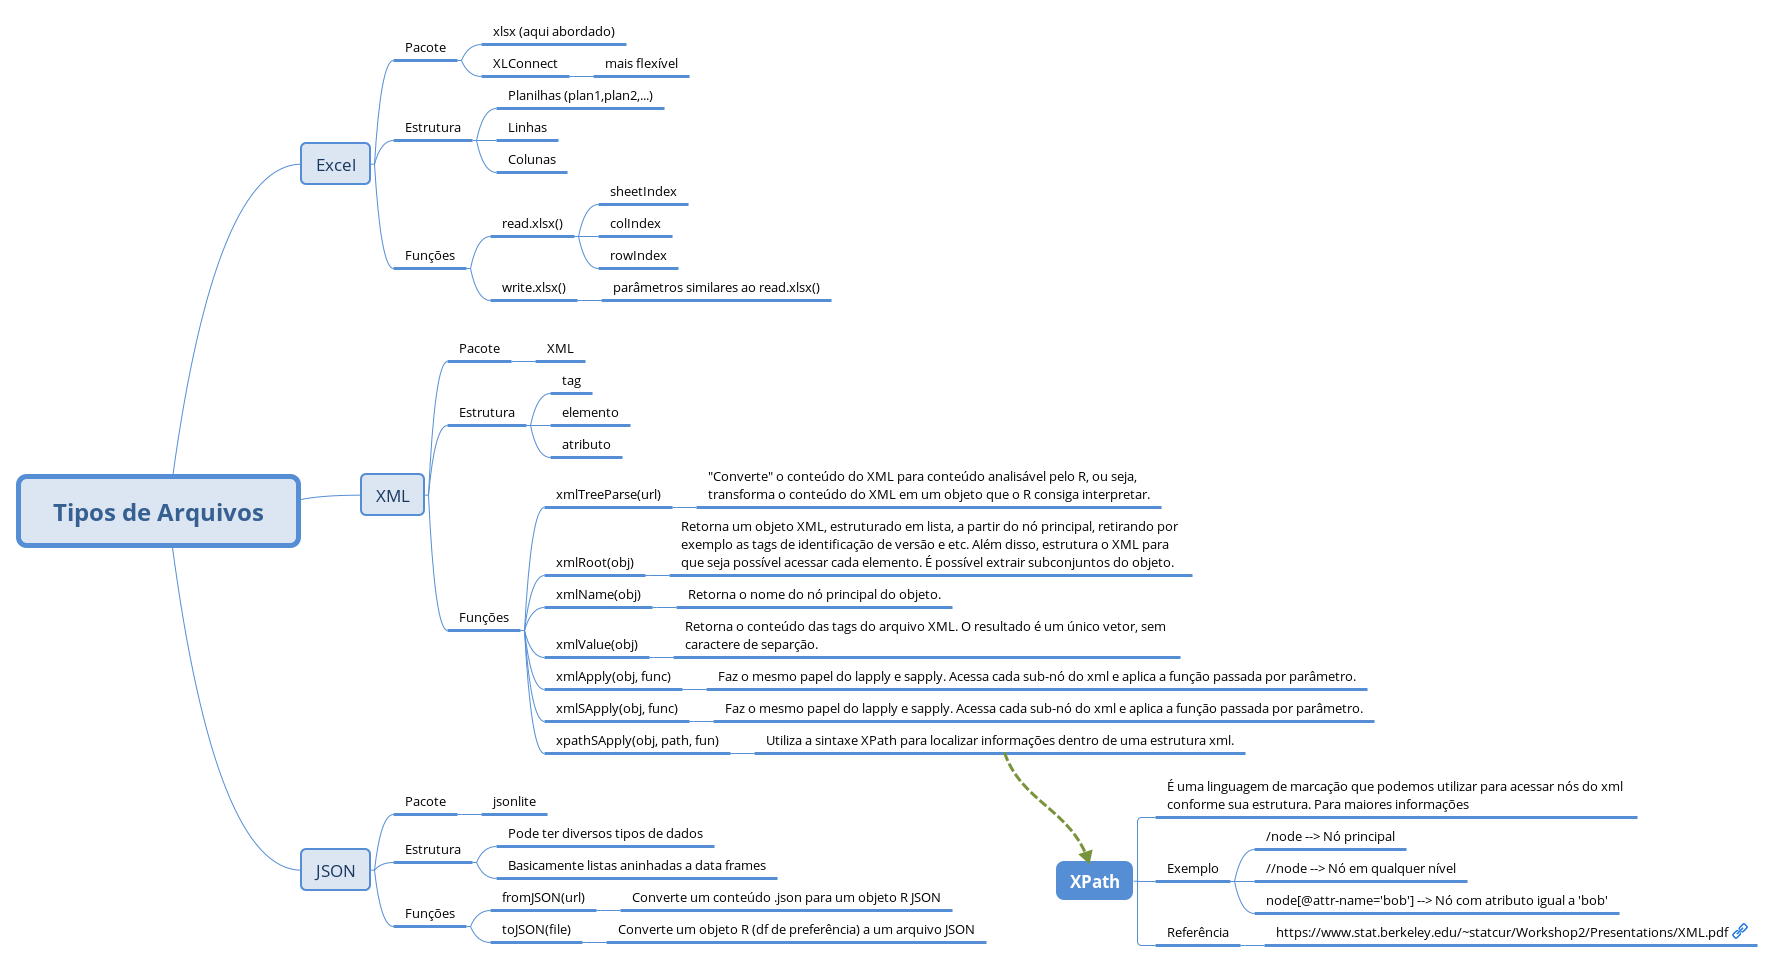 Tipos de Arquivos
Excel
Pacote
xlsx (aqui abordado)
XLConnect
mais flexível
Estrutura
Planilhas (plan1,plan2,...)
Linhas
Colunas
Funções
read.xlsx()
sheetIndex
colIndex
rowIndex
write.xlsx()
parâmetros similares ao read.xlsx()
XML
Pacote
XML
Estrutura
tag
elemento
atributo
Funções
xmlTreeParse(url)
"Converte" o conteúdo do XML para conteúdo analisável pelo R, ou seja,
transforma o conteúdo do XML em um objeto que o R consiga interpretar.
xmlRoot(obj)
Retorna um objeto XML, estruturado em lista, a partir do nó principal, retirando por
exemplo as tags de identificação de versão e etc. Além disso, estrutura o XML para
que seja possível acessar cada elemento. É possível extrair subconjuntos do objeto.
xmlName(obj)
Retorna o nome do nó principal do objeto.
xmlValue(obj)
Retorna o conteúdo das tags do arquivo XML. O resultado é um único vetor, sem
caractere de separção.
xmlApply(obj, func)
Faz o mesmo papel do lapply e sapply. Acessa cada sub-nó do xml e aplica a função passada por parâmetro.
xmlSApply(obj, func)
Faz o mesmo papel do lapply e sapply. Acessa cada sub-nó do xml e aplica a função passada por parâmetro.
xpathSApply(obj, path, fun)
Utiliza a sintaxe XPath para localizar informações dentro de uma estrutura xml.
JSON
Pacote
jsonlite
Estrutura
Pode ter diversos tipos de dados
Basicamente listas aninhadas a data frames
Funções
fromJSON(url)
Converte um conteúdo .json para um objeto R JSON
toJSON(file)
Converte um objeto R (df de preferência) a um arquivo JSON
XPath
É uma linguagem de marcação que podemos utilizar para acessar nós do xml
conforme sua estrutura. Para maiores informações
Exemplo
/node --> Nó principal
//node --> Nó em qualquer nível
node[@attr-name='bob'] --> Nó com atributo igual a 'bob'
Referência
https://www.stat.berkeley.edu/~statcur/Workshop2/Presentations/XML.pdf